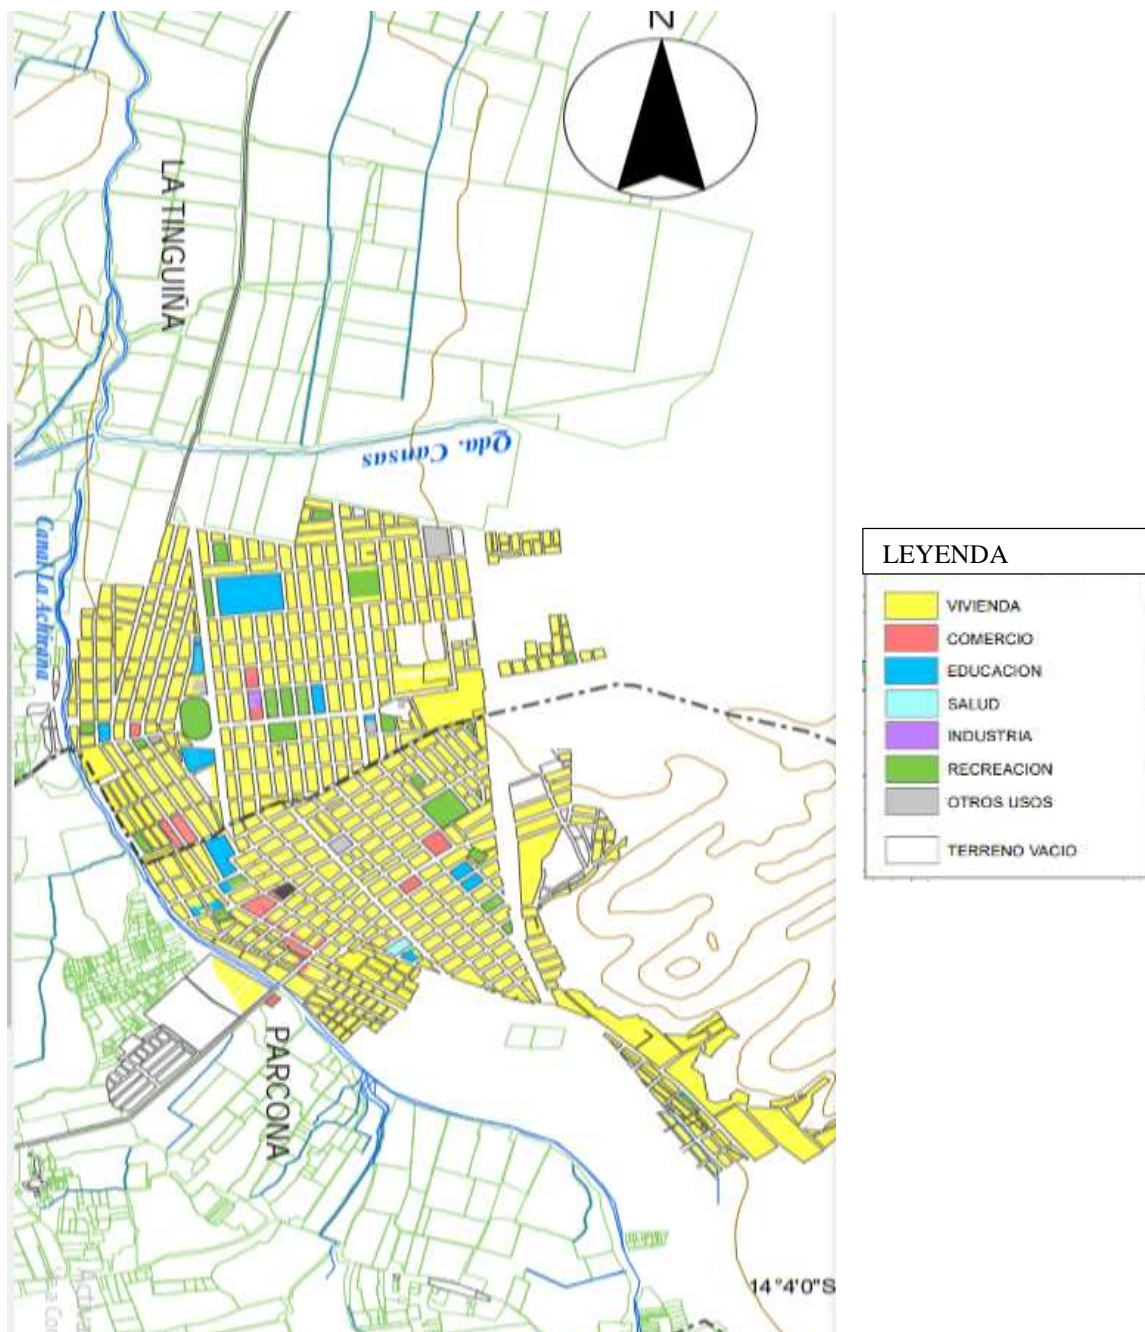 N
LA TINGUIÑA
Qda. Cansas
Canal La Achirana
LEYENDA
VIVIENDA
COMERCIO
EDUCACION
SALUD
INDUSTRIA
RECREACION
OTROS USOS
TERRENO VACIO
PARCONA
14°4'0"S